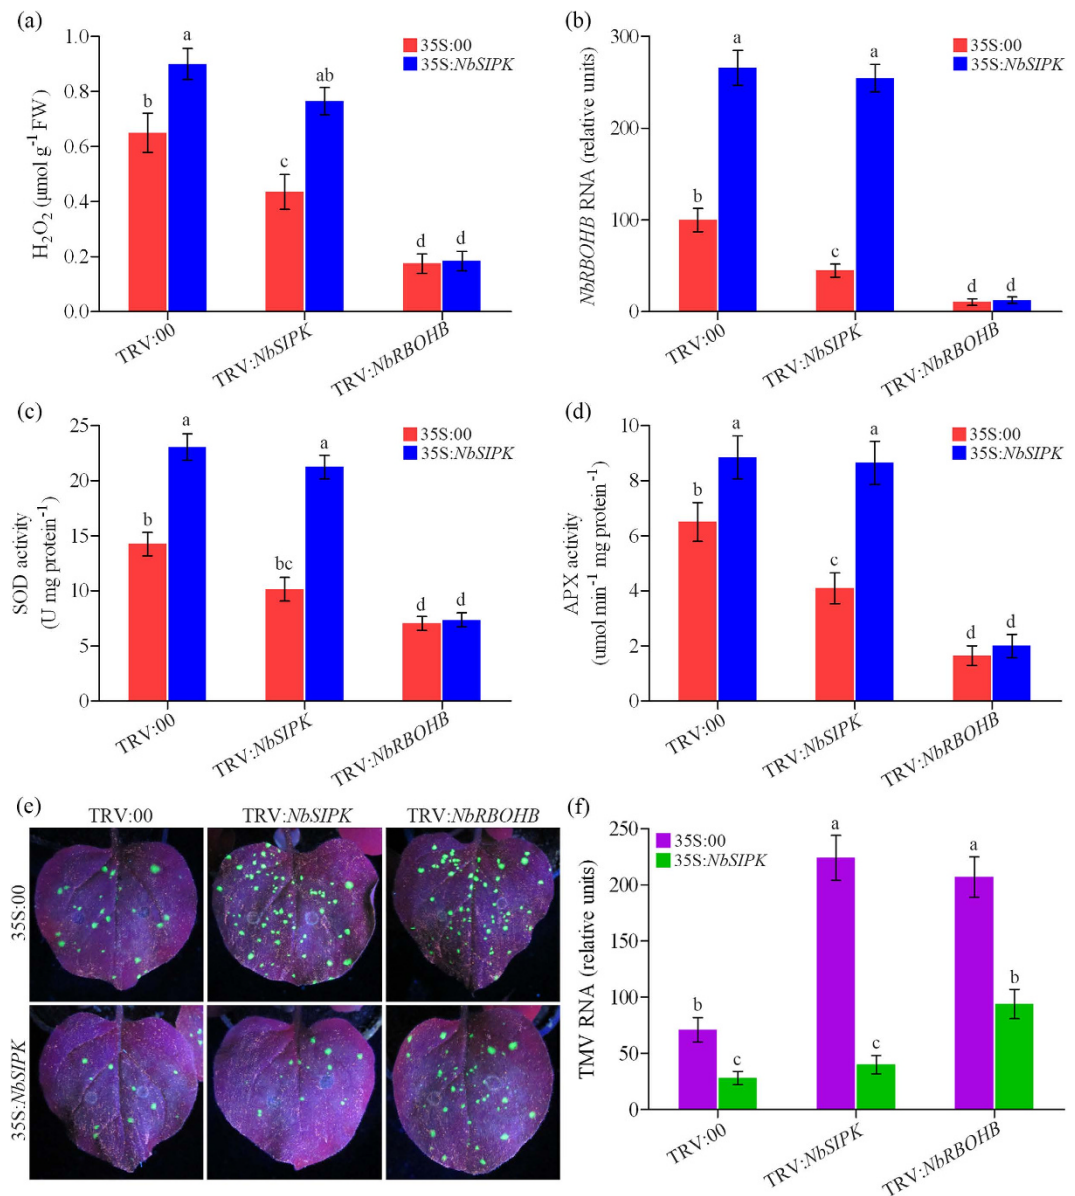 (a)
H₂O₂ (μmol g⁻¹ FW)
1.0
0.8
0.6
0.4
0.2
0.0
35S:00
35S:NbSIPK
b
a
c
ab
d
d
TRV:00
TRV:NbSIPK
TRV:NbRBOHB
(b)
NbRBOHB RNA (relative units)
300
200
100
0
35S:00
35S:NbSIPK
b
a
c
a
d
d
TRV:00
TRV:NbSIPK
TRV:NbRBOHB
(c)
SOD activity
(U mg protein⁻¹)
25
20
15
10
5
0
35S:00
35S:NbSIPK
b
a
bc
a
d
d
TRV:00
TRV:NbSIPK
TRV:NbRBOHB
(d)
APX activity
(umol min⁻¹ mg protein⁻¹)
10
8
6
4
2
0
35S:00
35S:NbSIPK
b
a
c
a
d
d
TRV:00
TRV:NbSIPK
TRV:NbRBOHB
(e)
TRV:00
TRV:NbSIPK
TRV:NbRBOHB
35S:00
35S:NbSIPK
(f)
TMV RNA (relative units)
250
200
150
100
50
0
35S:00
35S:NbSIPK
b
c
a
c
a
b
TRV:00
TRV:NbSIPK
TRV:NbRBOHB